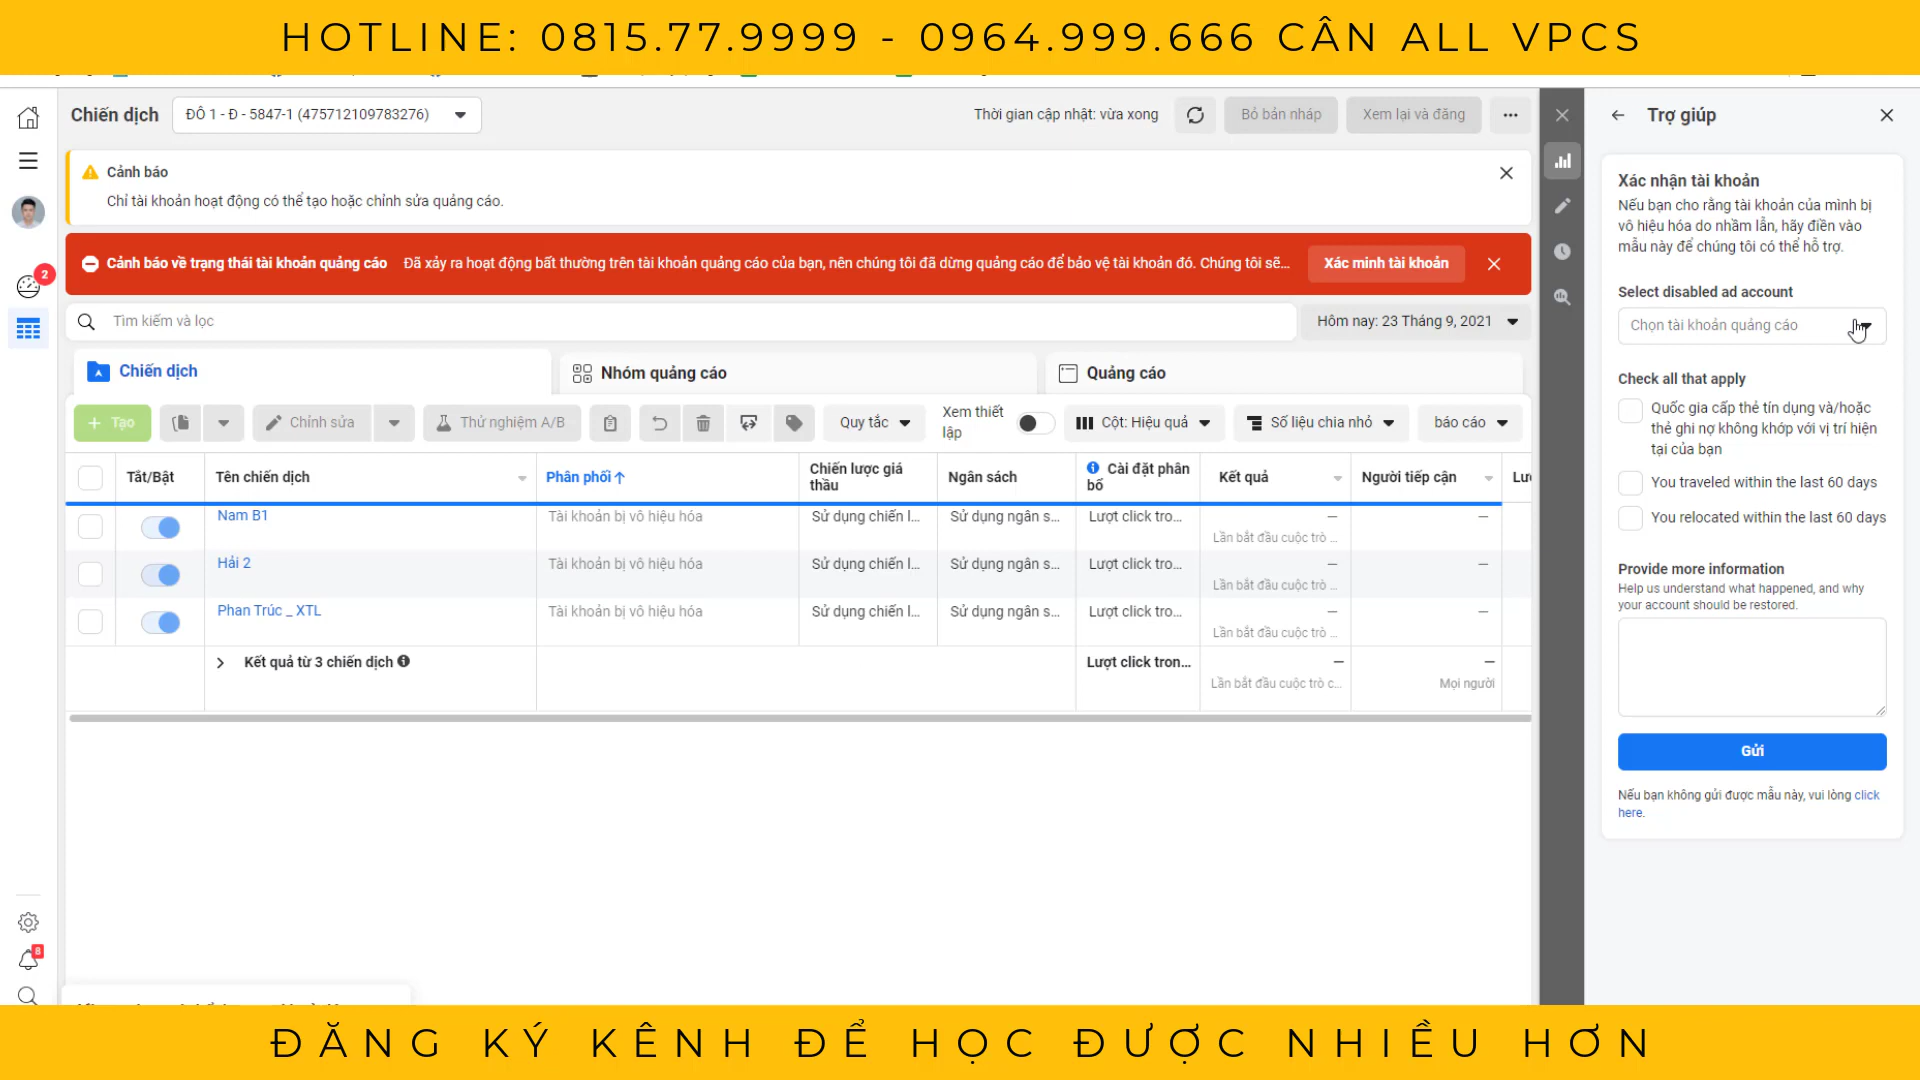 HOTLINE: 0815.77.9999 - 0964.999.666 CÂN ALL VPCS
Chiến dịch
ĐÔ 1 - Đ - 5847-1 (475712109783276)
Thời gian cập nhật: vừa xong
Bỏ bản nháp
Xem lại và đăng
Cảnh báo
Chỉ tài khoản hoạt động có thể tạo hoặc chỉnh sửa quảng cáo.
Cảnh báo về trạng thái tài khoản quảng cáo Đã xảy ra hoạt động bất thường trên tài khoản quảng cáo của bạn, nên chúng tôi đã dừng quảng cáo để bảo vệ tài khoản đó. Chúng tôi sẽ...
Xác minh tài khoản
2
Tìm kiếm và lọc
Hôm nay: 23 Tháng 9, 2021
Chiến dịch
Nhóm quảng cáo
Quảng cáo
+ Tạo
Chỉnh sửa
Thử nghiệm A/B
Quy tắc
Xem thiết
lập
Cột: Hiệu quả
Số liệu chia nhỏ
báo cáo
Tắt/Bật
Tên chiến dịch
Phân phối↑
Chiến lược giá
thầu
Ngân sách
Cài đặt phân
bổ
Kết quả
Người tiếp cận
Lư
Nam B1
Tài khoản bị vô hiệu hóa
Sử dụng chiến l...
Sử dụng ngân s...
Lượt click tro...
—
—
Lần bắt đầu cuộc trò ...
Hải 2
Tài khoản bị vô hiệu hóa
Sử dụng chiến l...
Sử dụng ngân s...
Lượt click tro...
—
—
Lần bắt đầu cuộc trò ...
Phan Trúc _ XTL
Tài khoản bị vô hiệu hóa
Sử dụng chiến l...
Sử dụng ngân s...
Lượt click tro...
—
—
Lần bắt đầu cuộc trò ...
Kết quả từ 3 chiến dịch
Lượt click tron...
—
—
Lần bắt đầu cuộc trò c...
Mọi người
8
Trợ giúp
Xác nhận tài khoản
Nếu bạn cho rằng tài khoản của mình bị
vô hiệu hóa do nhầm lẫn, hãy điền vào
mẫu này để chúng tôi có thể hỗ trợ.
Select disabled ad account
Chọn tài khoản quảng cáo
Check all that apply
Quốc gia cấp thẻ tín dụng và/hoặc
thẻ ghi nợ không khớp với vị trí hiện
tại của bạn
You traveled within the last 60 days
You relocated within the last 60 days
Provide more information
Help us understand what happened, and why
your account should be restored.
Gửi
Nếu bạn không gửi được mẫu này, vui lòng click
here.
ĐĂNG KÝ KÊNH ĐỂ HỌC ĐƯỢC NHIỀU HƠN